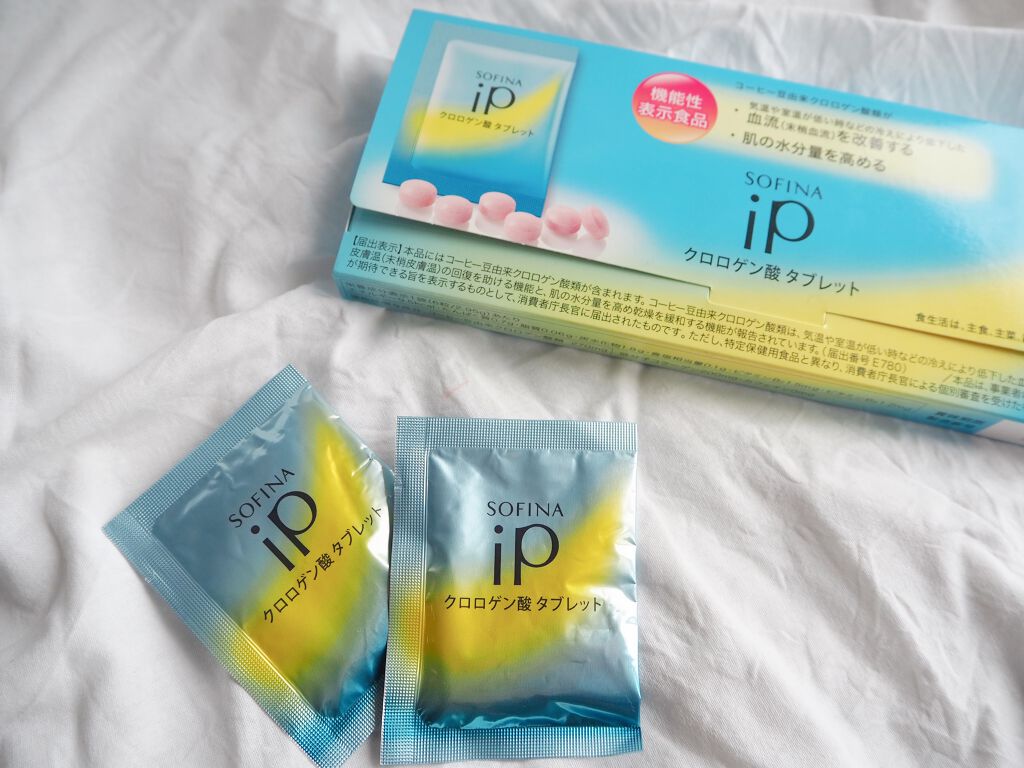 SOFINA
iP
クロロゲン酸 タブレット
機能性
表示食品
コーヒー豆由来クロロゲン酸類が
・気温や室温が低い時などの冷えにより低下した
血流(末梢血流)を改善する
・肌の水分量を高める
SOFINA
iP
クロロゲン酸 タブレット
食生活は、主食、主菜、
【届出表示】本品にはコーヒー豆由来クロロゲン酸類が含まれます。コーヒー豆由来クロロゲン酸類は、気温や室温が低い時などの冷えにより低下した血
皮膚温(末梢皮膚温)の回復を助ける機能と、肌の水分量を高め乾燥を緩和する機能が報告されています。(届出番号E780)
が期待できる旨を表示するものとして、消費者庁長官に届出されたものです。ただし、特定保健用食品と異なり、消費者庁長官による個別審査を受けた
/本品は、事業者
SOFINA
iP
クロロゲン酸 タブレット
SOFINA
iP
クロロゲン酸 タブレット